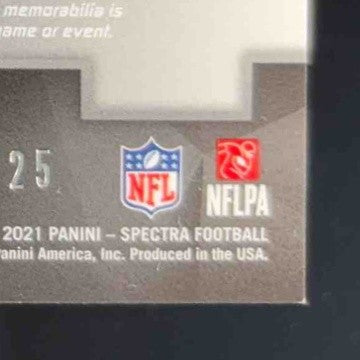 memorabilia is
game or event.
25
NFL
NFLPA
2021 PANINI – SPECTRA FOOTBALL
Panini America, Inc. Produced in the USA.